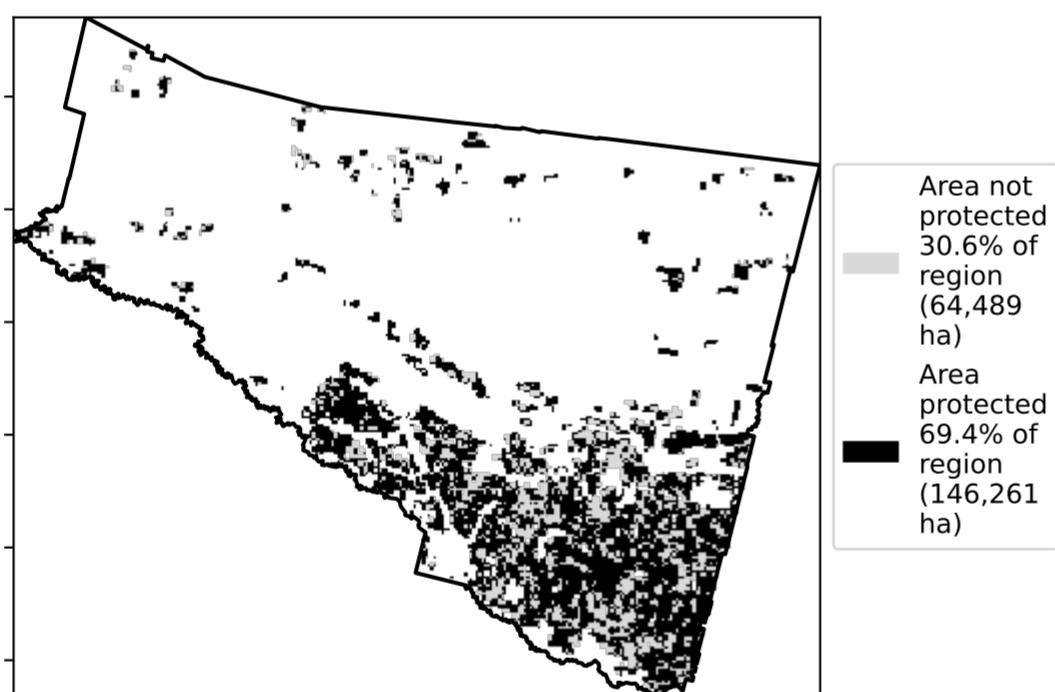 Area not
protected
30.6% of
region
(64,489
ha)
Area
protected
69.4% of
region
(146,261
ha)